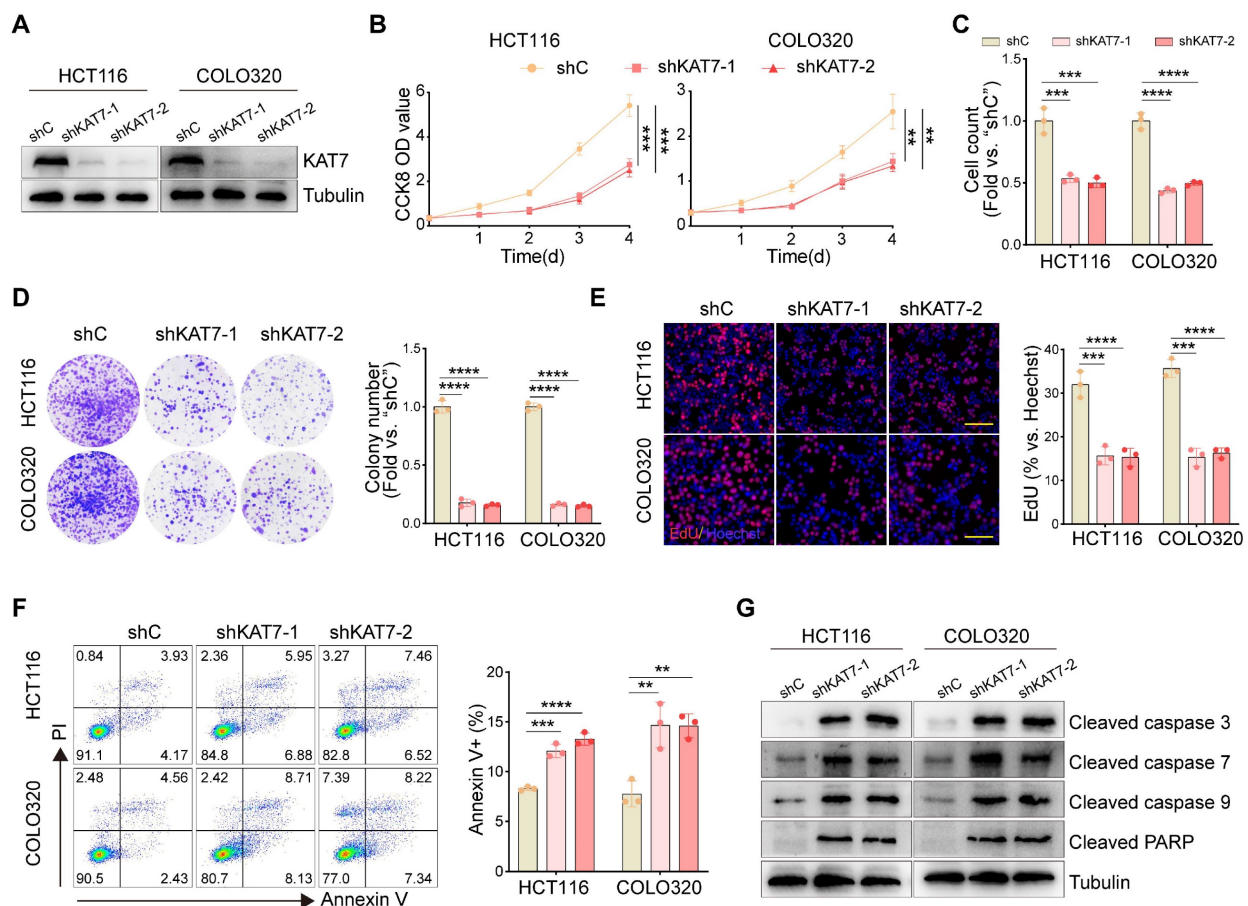 A
HCT116 COLO320
shC shKAT7-1 shKAT7-2 shC shKAT7-1 shKAT7-2
KAT7
Tubulin
B
HCT116 COLO320
shC shKAT7-1 shKAT7-2
CCK8 OD value
6
4
2
0
1 2 3 4
Time(d)
***
***
3
2
1
0
1 2 3 4
Time(d)
**
**
C
shC shKAT7-1 shKAT7-2
Cell count
(Fold vs. “shC”)
1.5
1.0
0.5
0.0
*** ****
*** ****
HCT116 COLO320
D
shC shKAT7-1 shKAT7-2
HCT116
COLO320
Colony number
(Fold vs. “shC”)
1.5
1.0
0.5
0.0
**** ****
**** ****
HCT116 COLO320
E
shC shKAT7-1 shKAT7-2
HCT116
COLO320
EdU/Hoechst
EdU (% vs. Hoechst)
40
30
20
10
0
**** ****
*** ***
HCT116 COLO320
F
shC shKAT7-1 shKAT7-2
HCT116
0.84 3.93 2.36 5.95 3.27 7.46
91.1 4.17 84.8 6.88 82.8 6.52
COLO320
2.48 4.56 2.42 8.71 7.39 8.22
90.5 2.43 80.7 8.13 77.0 7.34
PI
Annexin V
Annexin V+ (%)
20
15
10
5
0
**** **
*** **
HCT116 COLO320
G
HCT116 COLO320
shC shKAT7-1 shKAT7-2 shC shKAT7-1 shKAT7-2
Cleaved caspase 3
Cleaved caspase 7
Cleaved caspase 9
Cleaved PARP
Tubulin